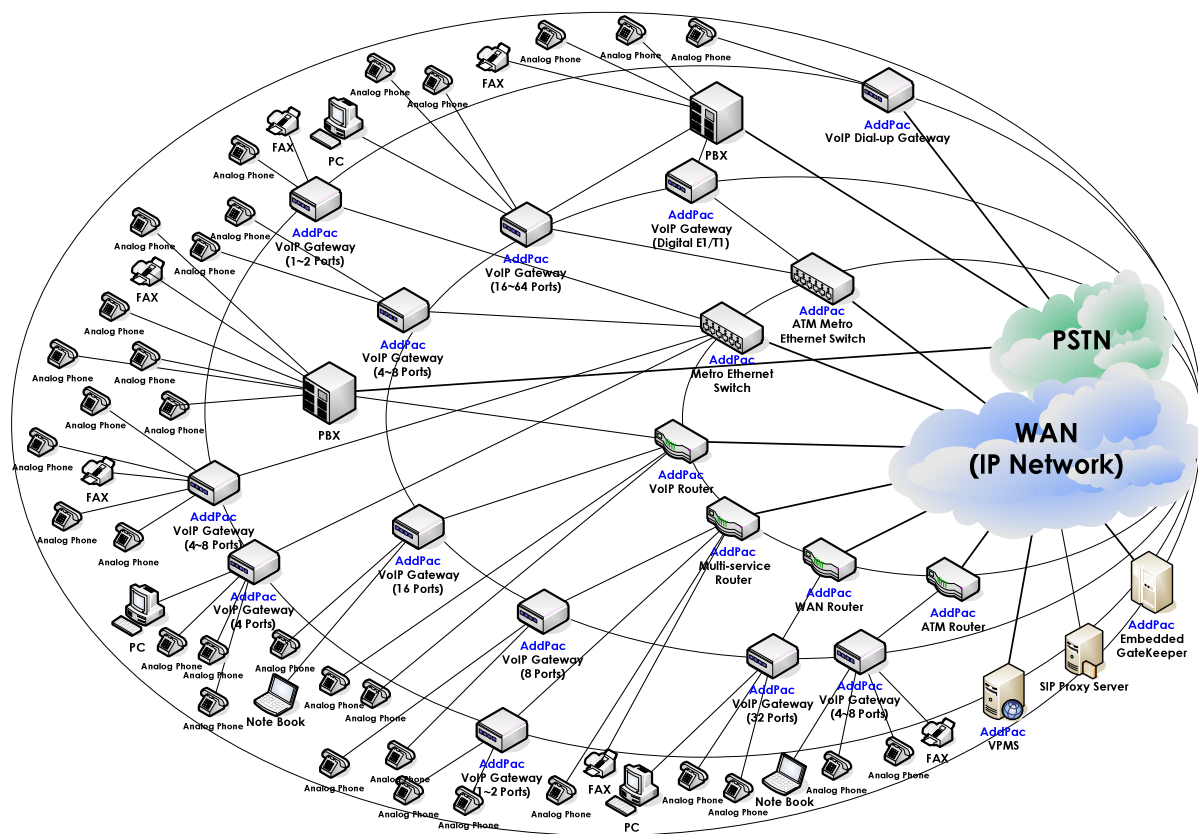 Analog Phone
Analog Phone
Analog Phone
FAX
Analog Phone
Analog Phone
AddPac
VoIP Dial-up Gateway
FAX
PC
PBX
Analog Phone
Analog Phone
AddPac
VoIP Gateway
(1~2 Ports)
AddPac
VoIP Gateway
(16~64 Ports)
AddPac
VoIP Gateway
(Digital E1/T1)
Analog Phone
Analog Phone
Analog Phone
FAX
AddPac
ATM Metro
Ethernet Switch
Analog Phone
AddPac
VoIP Gateway
(4~8 Ports)
AddPac
Metro Ethernet
Switch
PSTN
Analog Phone
Analog Phone
Analog Phone
Analog Phone
PBX
WAN
(IP Network)
Analog Phone
FAX
AddPac
VoIP Gateway
(4~8 Ports)
AddPac
VoIP Router
Analog Phone
Analog Phone
AddPac
VoIP Gateway
(16 Ports)
AddPac
Multi-service
Router
AddPac
VoIP Gateway
(4 Ports)
AddPac
WAN Router
AddPac
ATM Router
AddPac
Embedded
GateKeeper
PC
Analog Phone
Analog Phone
Analog Phone
Analog Phone
Note Book
AddPac
VoIP Gateway
(8 Ports)
AddPac
VoIP Gateway
(32 Ports)
AddPac
VoIP Gateway
(4~8 Ports)
SIP Proxy Server
AddPac
VPMS
Analog Phone
Analog Phone
Analog Phone
Analog Phone
Analog Phone
Analog Phone
AddPac
VoIP Gateway
(1~2 Ports)
Analog Phone
FAX
PC
Analog Phone
Analog Phone
Note Book
Analog Phone
Analog Phone
FAX